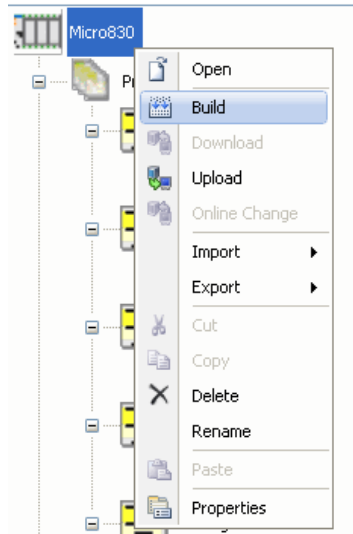 Micro830
Open
Build
Download
Upload
Online Change
Import
Export
Cut
Copy
Delete
Rename
Paste
Properties